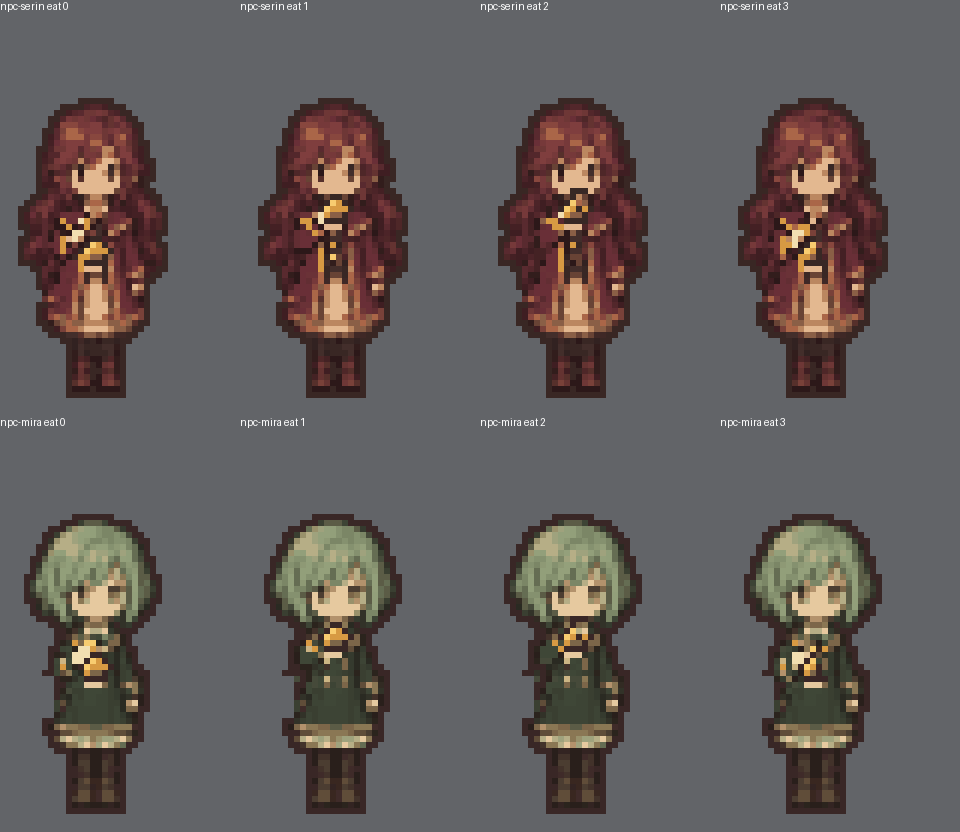 npc-serin eat 0
npc-serin eat 1
npc-serin eat 2
npc-serin eat 3
npc-mira eat 0
npc-mira eat 1
npc-mira eat 2
npc-mira eat 3